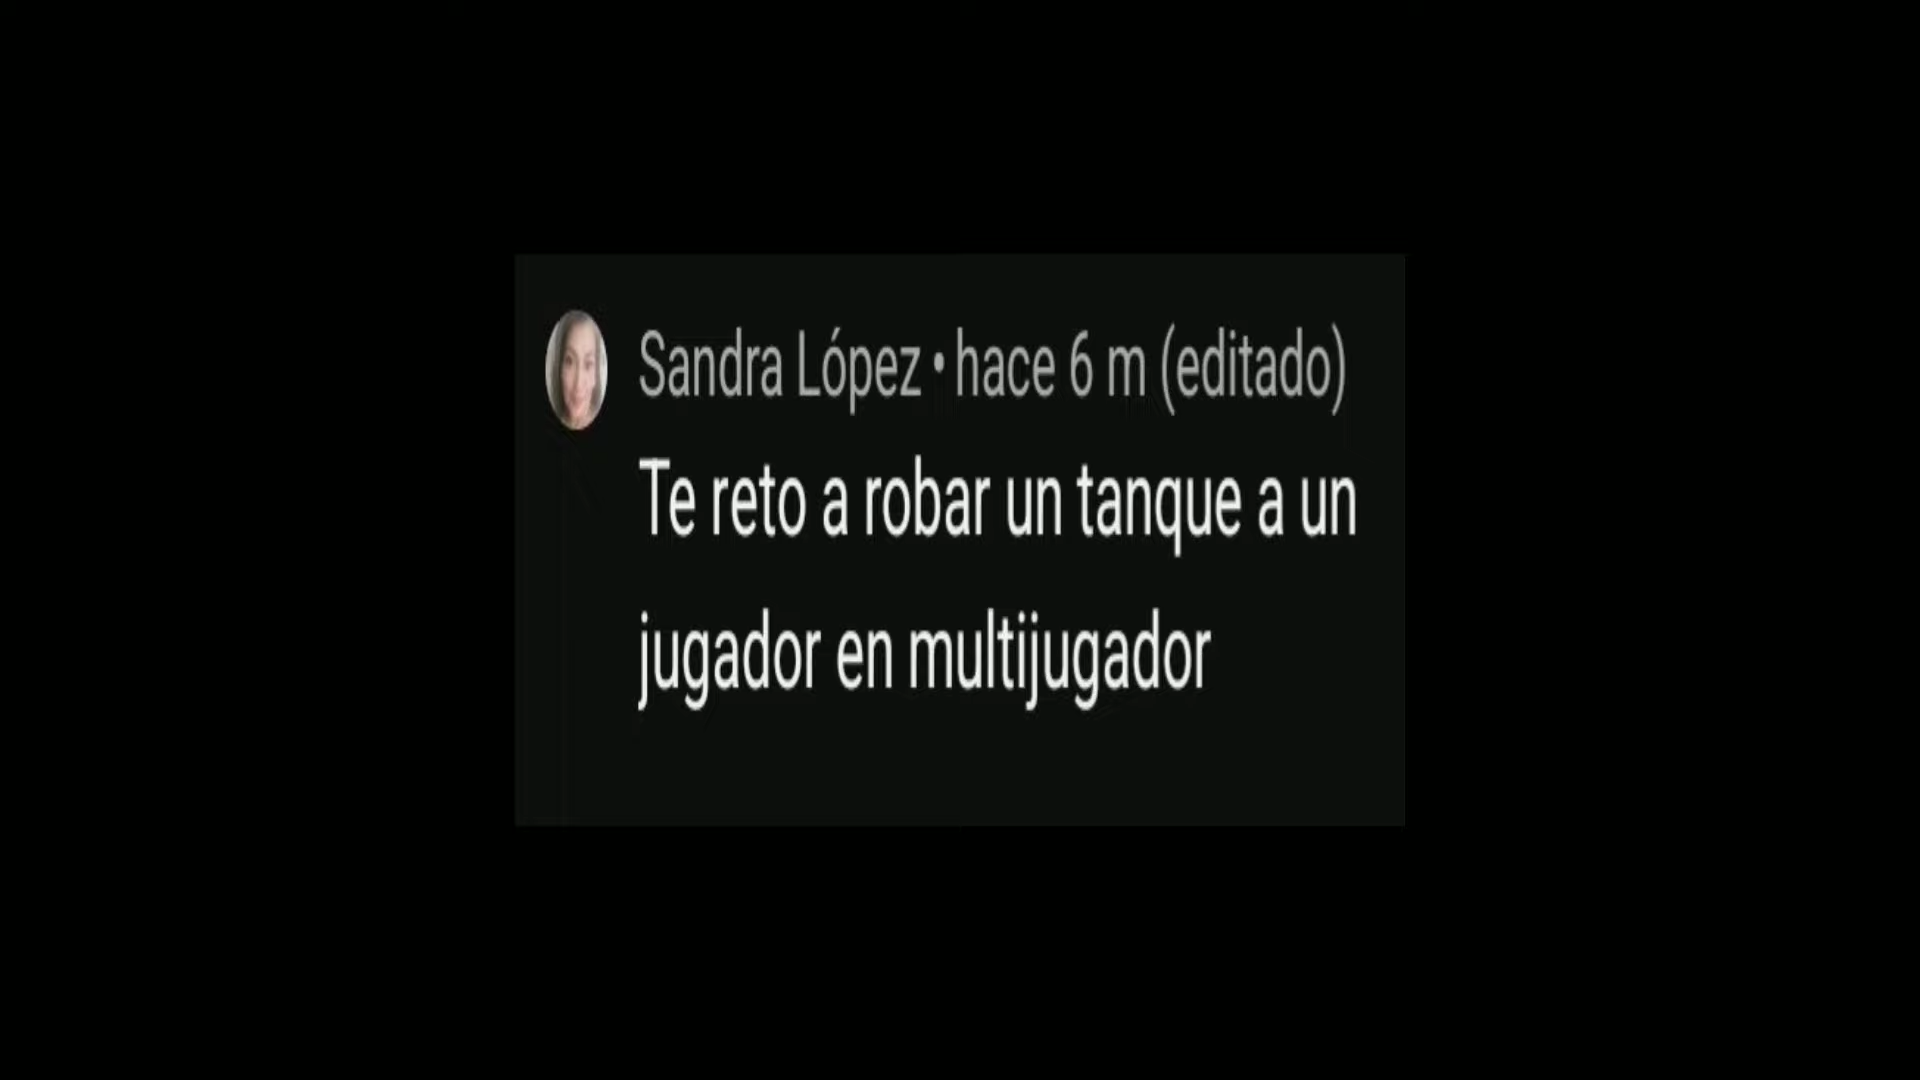 Sandra López • hace 6 m (editado)
Te reto a robar un tanque a un
jugador en multijugador